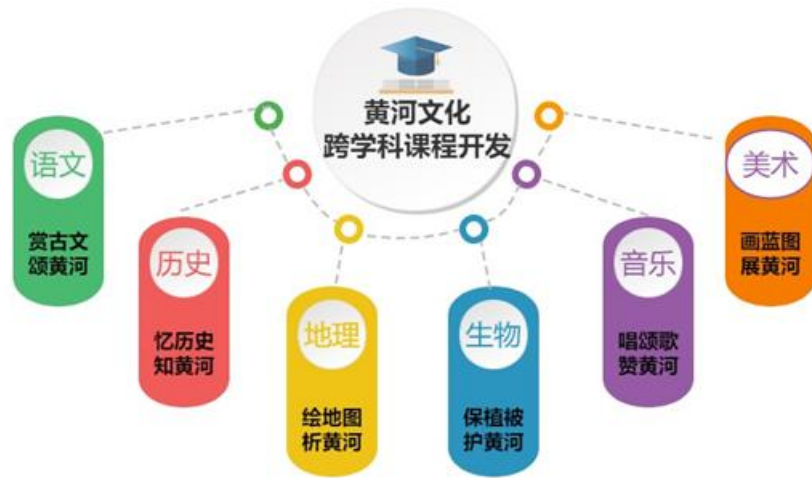 黄河文化
跨学科课程开发
语文
赏古文
颂黄河
历史
忆历史
知黄河
地理
绘地图
析黄河
生物
保植被
护黄河
音乐
唱颂歌
赞黄河
美术
画蓝图
展黄河